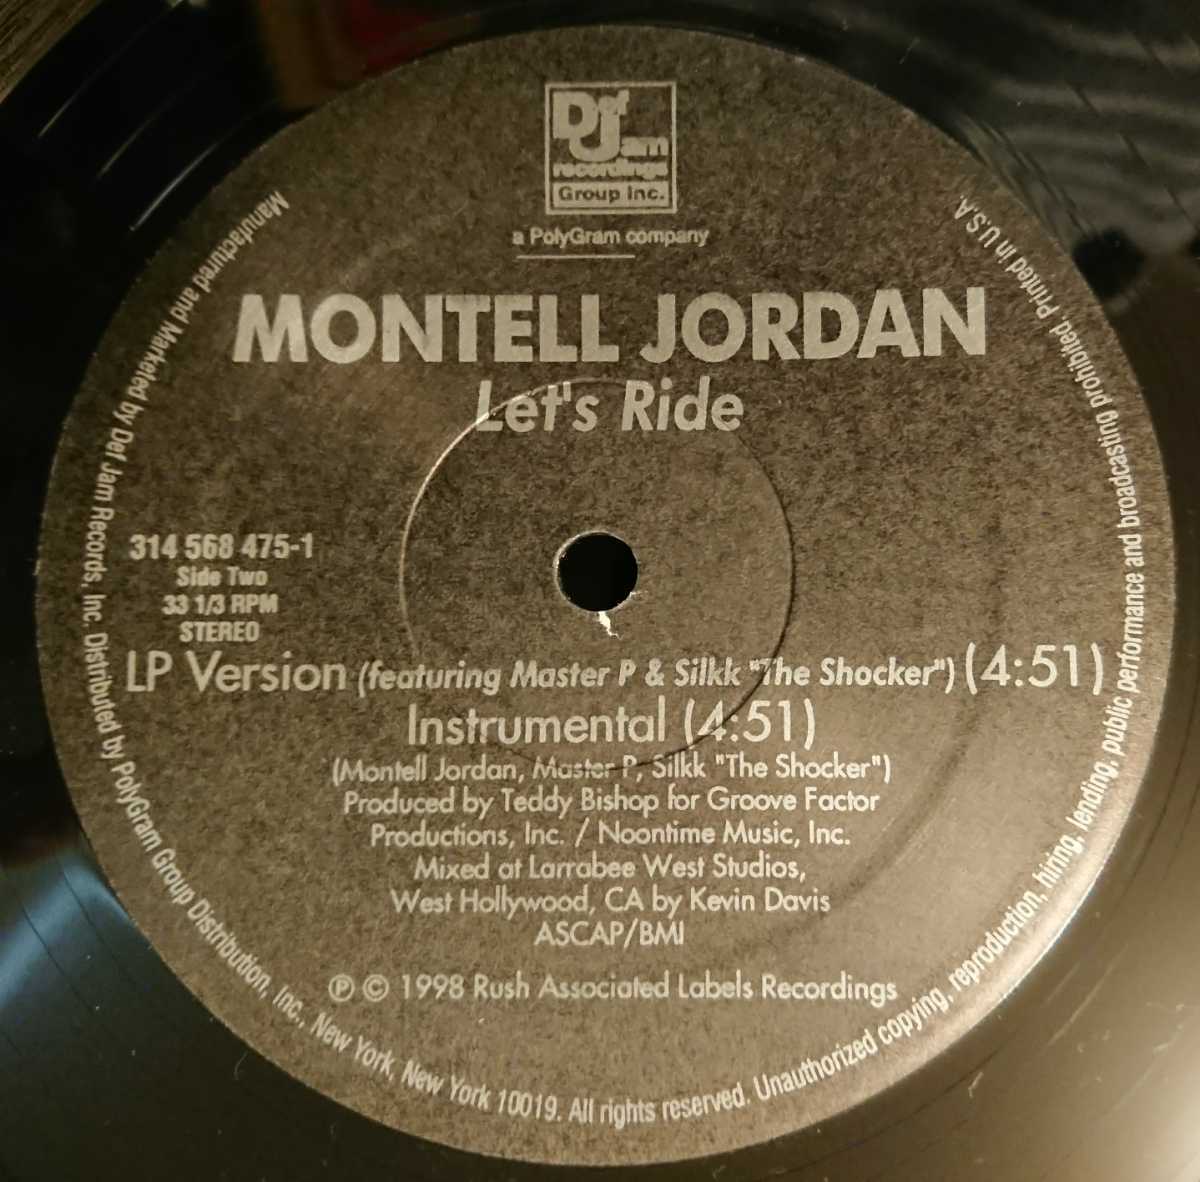 Def
Jam
recordings
Group Inc.
a PolyGram company
MONTELL JORDAN
Let's Ride
314 568 475-1
Side Two
33 1/3 RPM
STEREO
LP Version (featuring Master P & Silkk "The Shocker") (4:51)
Instrumental (4:51)
(Montell Jordan, Master P, Silkk "The Shocker")
Produced by Teddy Bishop for Groove Factor
Productions, Inc. / Noontime Music, Inc.
Mixed at Larrabee West Studios,
West Hollywood, CA by Kevin Davis
ASCAP/BMI
℗ © 1998 Rush Associated Labels Recordings
Manufactured and Marketed by Def Jam Records, Inc. Distributed by PolyGram Group Distribution, Inc., New York, New York 10019. All rights reserved. Unauthorized copying, reproduction, hiring, lending, public performance and broadcasting prohibited. Printed in U.S.A.